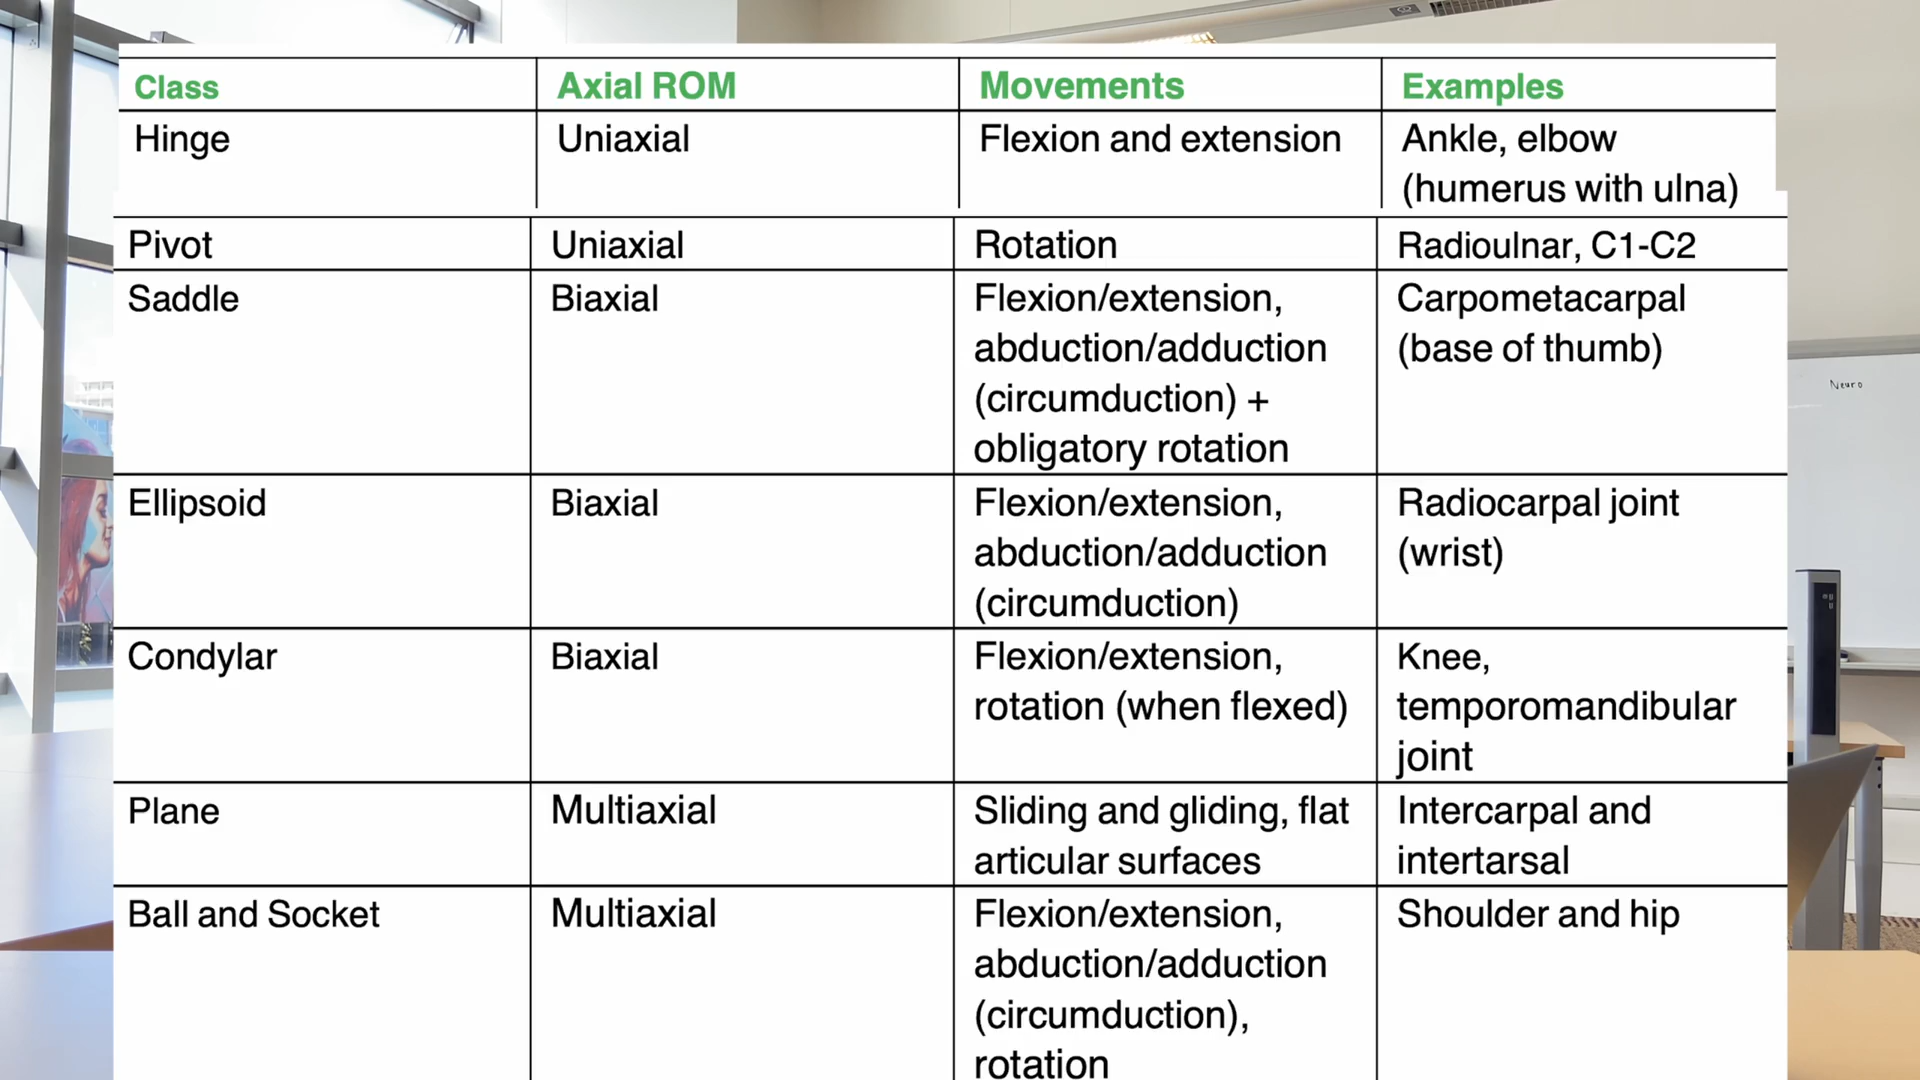 Class Axial ROM Movements Examples
Hinge Uniaxial Flexion and extension Ankle, elbow
(humerus with ulna)
Pivot Uniaxial Rotation Radioulnar, C1-C2
Saddle Biaxial Flexion/extension, Carpometacarpal
abduction/adduction (base of thumb)
(circumduction) +
obligatory rotation
Ellipsoid Biaxial Flexion/extension, Radiocarpal joint
abduction/adduction (wrist)
(circumduction)
Condylar Biaxial Flexion/extension, Knee,
rotation (when flexed) temporomandibular
joint
Plane Multiaxial Sliding and gliding, flat Intercarpal and
articular surfaces intertarsal
Ball and Socket Multiaxial Flexion/extension, Shoulder and hip
abduction/adduction
(circumduction),
rotation
Neuro